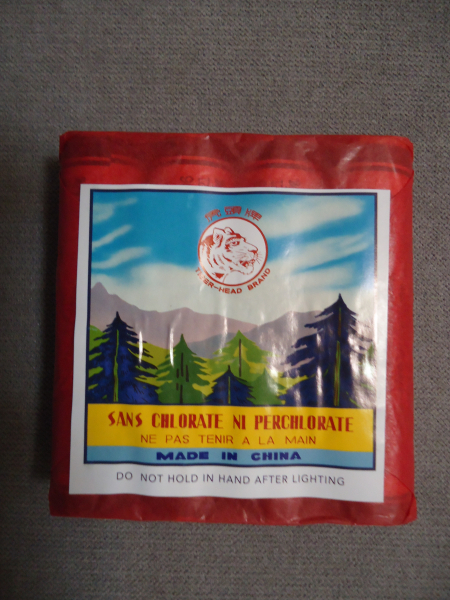 TIGER-HEAD BRAND
SANS CHLORATE NI PERCHLORATE
NE PAS TENIR A LA MAIN
MADE IN CHINA
DO NOT HOLD IN HAND AFTER LIGHTING